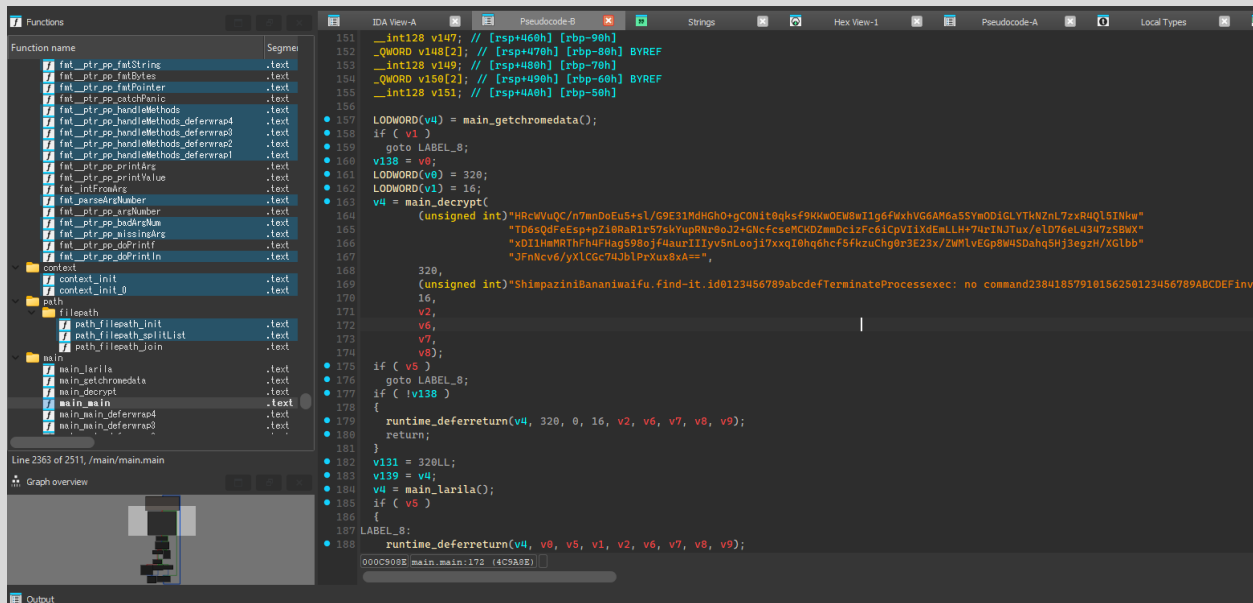 Functions
Function name Segmer
fmt__ptr_pp_fmtString .text
fmt__ptr_pp_fmtBytes .text
fmt__ptr_pp_fmtPointer .text
fmt__ptr_pp_catchPanic .text
fmt__ptr_pp_handleMethods .text
fmt__ptr_pp_handleMethods_deferwrap4 .text
fmt__ptr_pp_handleMethods_deferwrap3 .text
fmt__ptr_pp_handleMethods_deferwrap2 .text
fmt__ptr_pp_handleMethods_deferwrap1 .text
fmt__ptr_pp_printArg .text
fmt__ptr_pp_printValue .text
fmt_intFromArg .text
fmt_parseArgNumber .text
fmt__ptr_pp_argNumber .text
fmt__ptr_pp_badArgNum .text
fmt__ptr_pp_missingArg .text
fmt__ptr_pp_doPrintf .text
fmt__ptr_pp_doPrintln .text
context
context_init .text
context_init_0 .text
path
filepath
path_filepath_init .text
path_filepath_splitList .text
path_filepath_join .text
main
main_larila .text
main_getchromedata .text
main_decrypt .text
main_main .text
main_main_deferwrap4 .text
main_main_deferwrap3 .text
Line 2363 of 2511, /main/main.main
Graph overview
IDA View-A Pseudocode-B Strings Hex View-1 Pseudocode-A Local Types
151 __int128 v147; // [rsp+460h] [rbp-90h]
152 _QWORD v148[2]; // [rsp+470h] [rbp-80h] BYREF
153 __int128 v149; // [rsp+480h] [rbp-70h]
154 _QWORD v150[2]; // [rsp+490h] [rbp-60h] BYREF
155 __int128 v151; // [rsp+4A0h] [rbp-50h]
156
157 LODWORD(v4) = main_getchromedata();
158 if ( v1 )
159 goto LABEL_8;
160 v138 = v0;
161 LODWORD(v0) = 320;
162 LODWORD(v1) = 16;
163 v4 = main_decrypt(
164 (unsigned int)"HRcWVuQC/n7mnDoEu5+sl/G9E31MdHGhO+gCONit0qksf9KKwOEW8wI1g6fWxhVG6AM6a5SYmODiGLYTkNZnL7zxR4Ql5INkw"
165 "TD6sQdFeEsp+pZi0RaR1r57skYupRNr0oJ2+GNcfcseMCKDZmmDcizFc6iCpVIiXdEmLLH+74rINJTux/elD76eL4347zSBWX"
166 "xDI1HmMRThFh4FHag598ojf4aurIIIyv5nLooji7xxqI0hq6hcf5fkzuChg0r3E23x/ZWMlvEGp8W4SDahq5Hj3egzH/XGlbb"
167 "JFnNcv6/yXlCGc74JblPrXux8xA==",
168 320,
169 (unsigned int)"ShimpaziniBananiwaifu.find-it.id0123456789abcdefTerminateProcessexec: no command23841857910156250123456789ABCDEFinv
170 16,
171 v2,
172 v6,
173 v7,
174 v8);
175 if ( v5 )
176 goto LABEL_8;
177 if ( !v138 )
178 {
179 runtime_deferreturn(v4, 320, 0, 16, v2, v6, v7, v8, v9);
180 return;
181 }
182 v131 = 320LL;
183 v139 = v4;
184 v4 = main_larila();
185 if ( v5 )
186 {
187 LABEL_8:
188 runtime_deferreturn(v4, v0, v5, v1, v2, v6, v7, v8, v9);
000C908E main.main:172 (4C9A8E)
Output